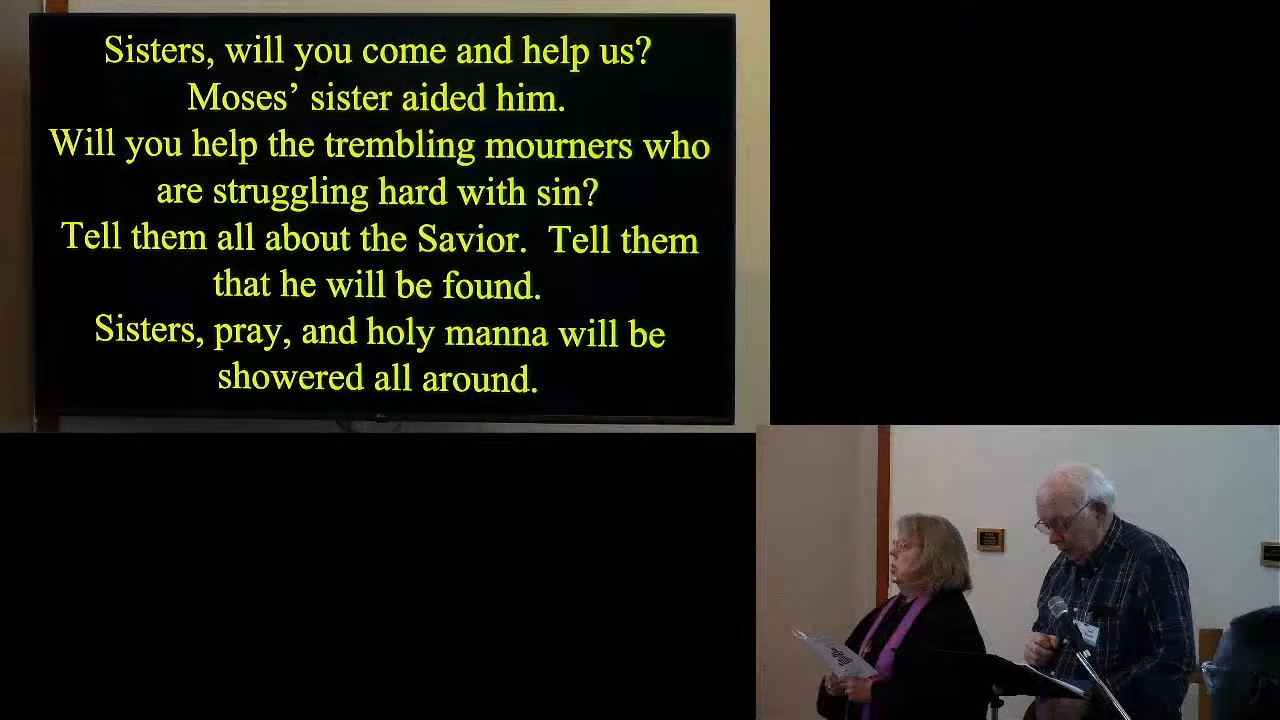 Sisters, will you come and help us?
Moses’ sister aided him.
Will you help the trembling mourners who
are struggling hard with sin?
Tell them all about the Savior.  Tell them
that he will be found.
Sisters, pray, and holy manna will be
showered all around.